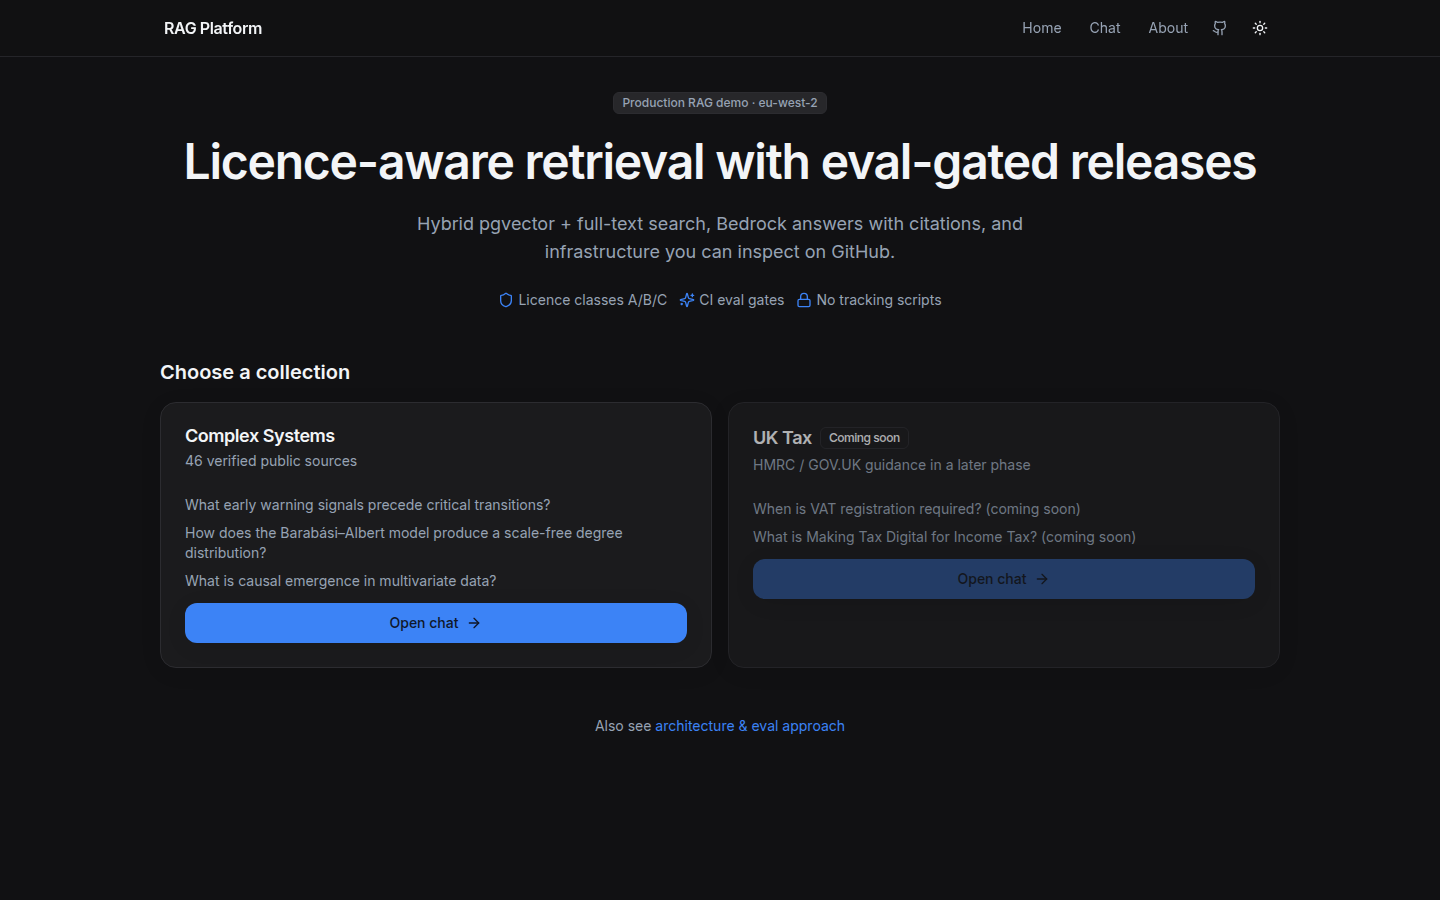 RAG Platform
Home
Chat
About
Production RAG demo · eu-west-2
Licence-aware retrieval with eval-gated releases
Hybrid pgvector + full-text search, Bedrock answers with citations, and
infrastructure you can inspect on GitHub.
Licence classes A/B/C
CI eval gates
No tracking scripts
Choose a collection
Complex Systems
46 verified public sources
What early warning signals precede critical transitions?
How does the Barabási–Albert model produce a scale-free degree
distribution?
What is causal emergence in multivariate data?
Open chat
UK Tax
Coming soon
HMRC / GOV.UK guidance in a later phase
When is VAT registration required? (coming soon)
What is Making Tax Digital for Income Tax? (coming soon)
Open chat
Also see architecture & eval approach